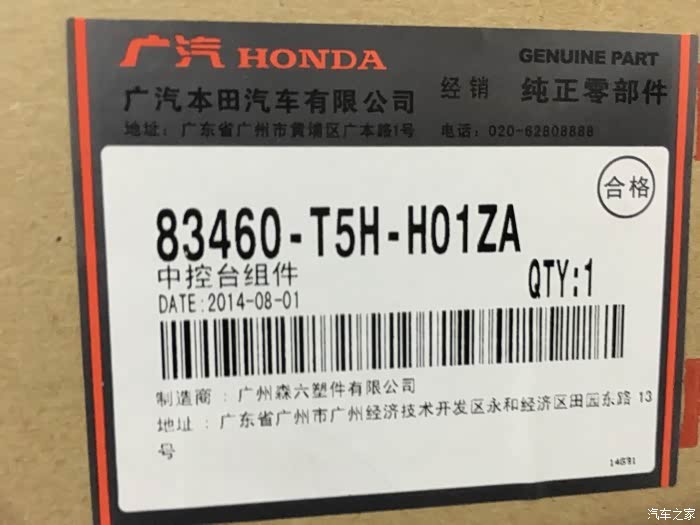 广汽 HONDA
GENUINE PART
广汽本田汽车有限公司 经销 纯正零部件
地址：广东省广州市黄埔区广本路1号 电话：020-62808888
合格
83460-T5H-H01ZA
中控台组件
QTY:1
DATE:2014-08-01
制造商：广州森六塑件有限公司
地址：广东省广州市广州经济技术开发区永和经济区田园东路 13
号
14G31
汽车之家